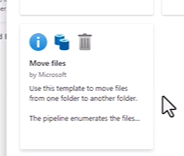 Move files
by Microsoft
Use this template to move files
from one folder to another folder.
The pipeline enumerates the files...